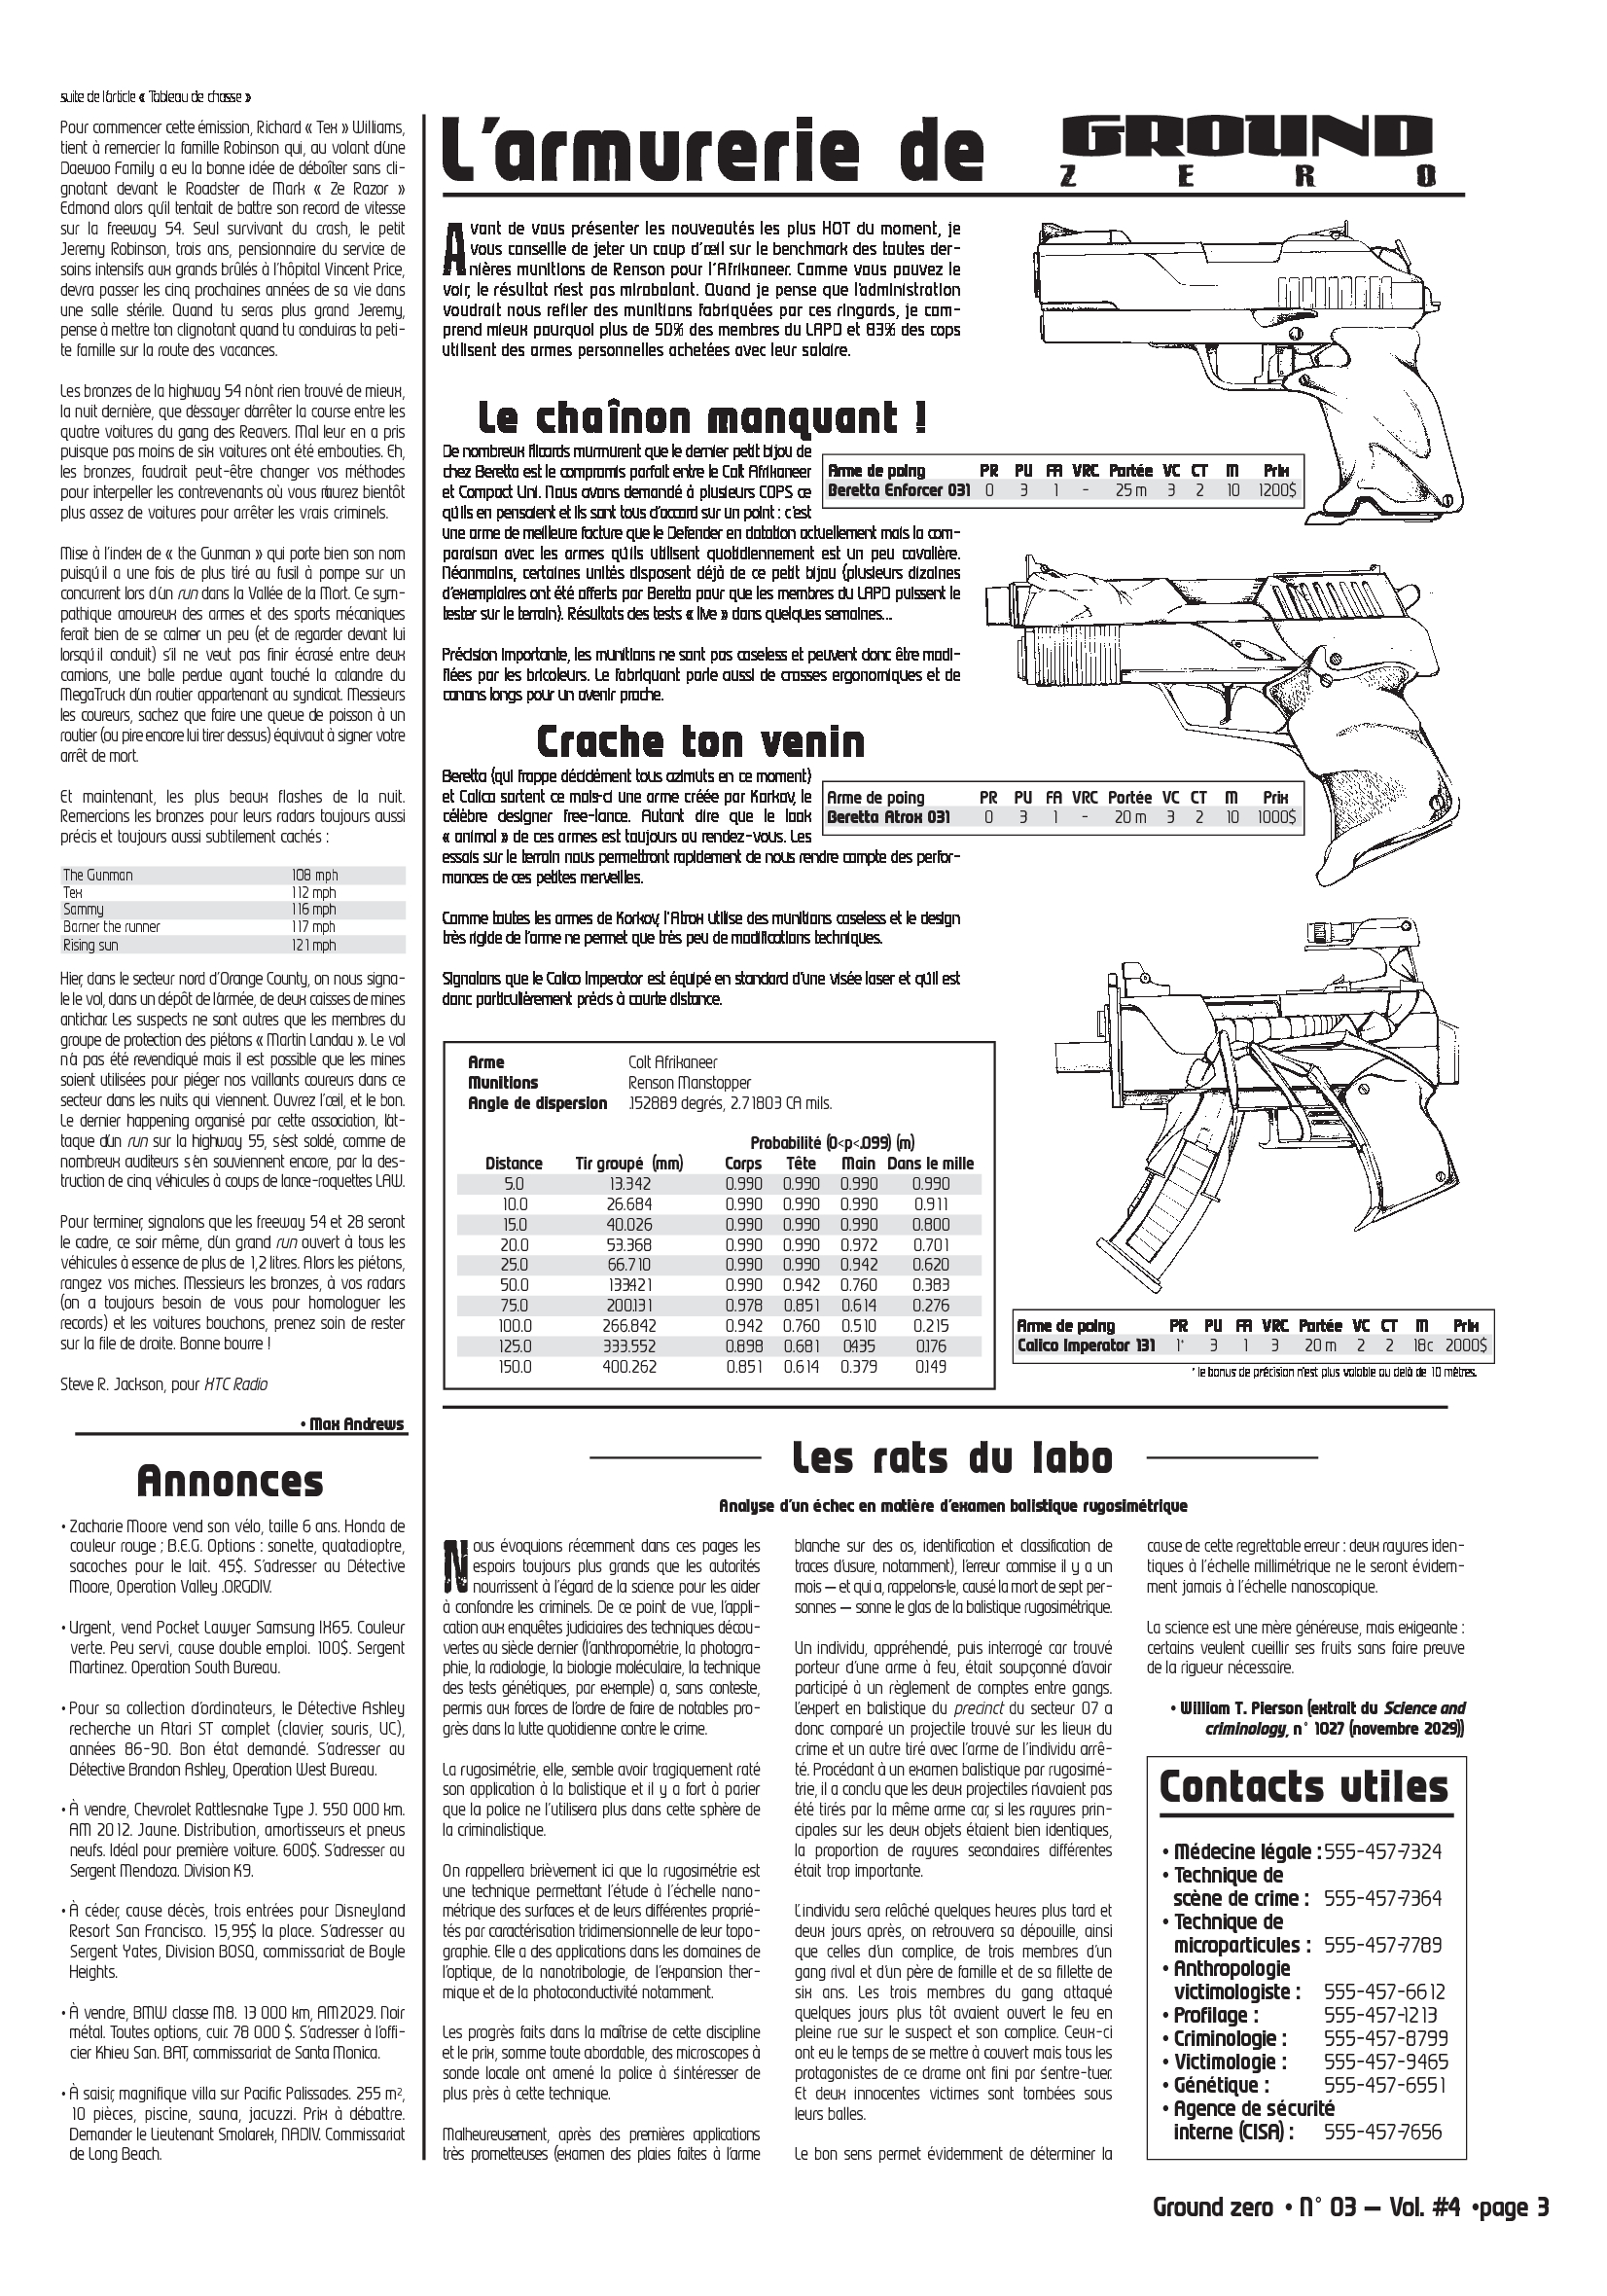 suite de l'article « Tableau de chasse »
Pour commencer cette émission, Richard « Tex » Williams,
tient à remercier la famille Robinson qui, au volant d'une
Daewoo Family a eu la bonne idée de déboîter sans cli-
gnotant devant le Roadster de Mark « Ze Razor »
Edmond alors qu'il tentait de battre son record de vitesse
sur la freeway 54. Seul survivant du crash, le petit
Jeremy Robinson, trois ans, pensionnaire du service de
soins intensifs aux grands brûlés à l'hôpital Vincent Price,
devra passer les cinq prochaines années de sa vie dans
une salle stérile. Quand tu seras plus grand Jeremy,
pense à mettre ton clignotant quand tu conduiras ta peti-
te famille sur la route des vacances.
Les bronzes de la highway 54 n'ont rien trouvé de mieux,
la nuit dernière, que d'essayer d'arrêter la course entre les
quatre voitures du gang des Reavers. Mal leur en a pris
puisque pas moins de six voitures ont été embouties. Eh,
les bronzes, faudrait peut-être changer vos méthodes
pour interpeller les contrevenants où vous n'aurez bientôt
plus assez de voitures pour arrêter les vrais criminels.
Mise à l'index de « the Gunman » qui porte bien son nom
puisqu'il a une fois de plus tiré au fusil à pompe sur un
concurrent lors d'un run dans la Vallée de la Mort. Ce sym-
pathique amoureux des armes et des sports mécaniques
ferait bien de se calmer un peu (et de regarder devant lui
lorsqu'il conduit) s'il ne veut pas finir écrasé entre deux
camions, une balle perdue ayant touché la calandre du
MegaTruck d'un routier appartenant au syndicat. Messieurs
les coureurs, sachez que faire une queue de poisson à un
routier (ou pire encore lui tirer dessus) équivaut à signer votre
arrêt de mort.
Et maintenant, les plus beaux flashes de la nuit.
Remercions les bronzes pour leurs radars toujours aussi
précis et toujours aussi subtilement cachés :
The Gunman 108 mph
Tex 112 mph
Sammy 116 mph
Barner the runner 117 mph
Rising sun 121 mph
Hier, dans le secteur nord d'Orange County, on nous signa-
le le vol, dans un dépôt de l'armée, de deux caisses de mines
antichar. Les suspects ne sont autres que les membres du
groupe de protection des piétons « Martin Landau ». Le vol
n'a pas été revendiqué mais il est possible que les mines
soient utilisées pour piéger nos vaillants coureurs dans ce
secteur dans les nuits qui viennent. Ouvrez l'œil, et le bon.
Le dernier happening organisé par cette association, l'at-
taque d'un run sur la highway 55, s'est soldé, comme de
nombreux auditeurs s'en souviennent encore, par la des-
truction de cinq véhicules à coups de lance-roquettes LAW.
Pour terminer, signalons que les freeway 54 et 28 seront
le cadre, ce soir même, d'un grand run ouvert à tous les
véhicules à essence de plus de 1,2 litres. Alors les piétons,
rangez vos miches. Messieurs les bronzes, à vos radars
(on a toujours besoin de vous pour homologuer les
records) et les voitures bouchons, prenez soin de rester
sur la file de droite. Bonne bourre !
Steve R. Jackson, pour KTC Radio
• Max Andrews
Annonces
• Zacharie Moore vend son vélo, taille 6 ans. Honda de
couleur rouge ; B.E.G. Options : sonette, quatadioptre,
sacoches pour le lait. 45$. S'adresser au Détective
Moore, Operation Valley .ORGDIV.
• Urgent, vend Pocket Lawyer Samsung IX65. Couleur
verte. Peu servi, cause double emploi. 100$. Sergent
Martinez. Operation South Bureau.
• Pour sa collection d'ordinateurs, le Détective Ashley
recherche un Atari ST complet (clavier, souris, UC),
années 86-90. Bon état demandé. S'adresser au
Détective Brandon Ashley, Operation West Bureau.
• À vendre, Chevrolet Rattlesnake Type J. 550 000 km.
AM 2012. Jaune. Distribution, amortisseurs et pneus
neufs. Idéal pour première voiture. 600$. S'adresser au
Sergent Mendoza. Division K9.
• À céder, cause décès, trois entrées pour Disneyland
Resort San Francisco. 15,95$ la place. S'adresser au
Sergent Yates, Division BOSQ, commissariat de Boyle
Heights.
• À vendre, BMW classe M8. 13 000 km, AM2029. Noir
métal. Toutes options, cuir. 78 000 $. S'adresser à l'offi-
cier Khieu San. BAT, commissariat de Santa Monica.
• À saisir, magnifique villa sur Pacific Palissades. 255 m²,
10 pièces, piscine, sauna, jacuzzi. Prix à débattre.
Demander le Lieutenant Smolarek, NADIV. Commissariat
de Long Beach.
L'armurerie de GROUND
ZERO
Avant de vous présenter les nouveautés les plus HOT du moment, je
vous conseille de jeter un coup d'œil sur le benchmark des toutes der-
nières munitions de Renson pour l'Afrikaneer. Comme vous pouvez le
voir, le résultat n'est pas mirobolant. Quand je pense que l'administration
voudrait nous refiler des munitions fabriquées par ces ringards, je com-
prend mieux pourquoi plus de 50% des membres du LAPD et 83% des cops
utilisent des armes personnelles achetées avec leur salaire.
Le chaînon manquant !
De nombreux flicards murmurent que le dernier petit bijou de
chez Beretta est le compromis parfait entre le Colt Afrikaneer
et Compact Uni. Nous avons demandé à plusieurs COPS ce
qu'ils en pensaient et ils sont tous d'accord sur un point : c'est
une arme de meilleure facture que le Defender en dotation actuellement mais la com-
paraison avec les armes qu'ils utilisent quotidiennement est un peu cavalière.
Néanmoins, certaines unités disposent déjà de ce petit bijou (plusieurs dizaines
d'exemplaires ont été offerts par Beretta pour que les membres du LAPD puissent le
tester sur le terrain). Résultats des tests « live » dans quelques semaines...
Précision importante, les munitions ne sont pas caseless et peuvent donc être modi-
fiées par les bricoleurs. Le fabriquant parle aussi de crosses ergonomiques et de
canons longs pour un avenir proche.
Arme de poing PR PU FA VRC Portée VC CT M Prix
Beretta Enforcer 031 0 3 1 - 25 m 3 2 10 1200$
Crache ton venin
Beretta (qui frappe décidément tous azimuts en ce moment)
et Calico sortent ce mois-ci une arme créée par Korkov, le
célèbre designer free-lance. Autant dire que le look
« animal » de ces armes est toujours au rendez-vous. Les
essais sur le terrain nous permettront rapidement de nous rendre compte des perfor-
mances de ces petites merveilles.
Comme toutes les armes de Korkov, l'Atrox utilise des munitions caseless et le design
très rigide de l'arme ne permet que très peu de modifications techniques.
Signalons que le Calico Imperator est équipé en standard d'une visée laser et qu'il est
donc particulièrement précis à courte distance.
Arme de poing PR PU FA VRC Portée VC CT M Prix
Beretta Atrox 031 0 3 1 - 20 m 3 2 10 1000$
Arme Colt Afrikaneer
Munitions Renson Manstopper
Angle de dispersion .152889 degrés, 2.71803 CA mils.
Probabilité (0<p<.099) (m)
Distance Tir groupé (mm) Corps Tête Main Dans le mille
5.0 13.342 0.990 0.990 0.990 0.990
10.0 26.684 0.990 0.990 0.990 0.911
15.0 40.026 0.990 0.990 0.990 0.800
20.0 53.368 0.990 0.990 0.972 0.701
25.0 66.710 0.990 0.990 0.942 0.620
50.0 133.421 0.990 0.942 0.760 0.383
75.0 200.131 0.978 0.851 0.614 0.276
100.0 266.842 0.942 0.760 0.510 0.215
125.0 333.552 0.898 0.681 0.435 0.176
150.0 400.262 0.851 0.614 0.379 0.149
Arme de poing PR PU FA VRC Portée VC CT M Prix
Calico Imperator 131 1* 3 1 3 20 m 2 2 18c 2000$
* le bonus de précision n'est plus valable au delà de 10 mètres.
Les rats du labo
Analyse d'un échec en matière d'examen balistique rugosimétrique
Nous évoquions récemment dans ces pages les
espoirs toujours plus grands que les autorités
nourrissent à l'égard de la science pour les aider
à confondre les criminels. De ce point de vue, l'appli-
cation aux enquêtes judiciaires des techniques décou-
vertes au siècle dernier (l'anthropométrie, la photogra-
phie, la radiologie, la biologie moléculaire, la technique
des tests génétiques, par exemple) a, sans conteste,
permis aux forces de l'ordre de faire de notables pro-
grès dans la lutte quotidienne contre le crime.
La rugosimétrie, elle, semble avoir tragiquement raté
son application à la balistique et il y a fort à parier
que la police ne l'utilisera plus dans cette sphère de
la criminalistique.
On rappellera brièvement ici que la rugosimétrie est
une technique permettant l'étude à l'échelle nano-
métrique des surfaces et de leurs différentes proprié-
tés par caractérisation tridimensionnelle de leur topo-
graphie. Elle a des applications dans les domaines de
l'optique, de la nanotribologie, de l'expansion ther-
mique et de la photoconductivité notamment.
Les progrès faits dans la maîtrise de cette discipline
et le prix, somme toute abordable, des microscopes à
sonde locale ont amené la police à s'intéresser de
plus près à cette technique.
Malheureusement, après des premières applications
très prometteuses (examen des plaies faites à l'arme
blanche sur des os, identification et classification de
traces d'usure, notamment), l'erreur commise il y a un
mois — et qui a, rappelons-le, causé la mort de sept per-
sonnes — sonne le glas de la balistique rugosimétrique.
Un individu, appréhendé, puis interrogé car trouvé
porteur d'une arme à feu, était soupçonné d'avoir
participé à un règlement de comptes entre gangs.
L'expert en balistique du precinct du secteur 07 a
donc comparé un projectile trouvé sur les lieux du
crime et un autre tiré avec l'arme de l'individu arrê-
té. Procédant à un examen balistique par rugosimé-
trie, il a conclu que les deux projectiles n'avaient pas
été tirés par la même arme car, si les rayures prin-
cipales sur les deux objets étaient bien identiques,
la proportion de rayures secondaires différentes
était trop importante.
L'individu sera relâché quelques heures plus tard et
deux jours après, on retrouvera sa dépouille, ainsi
que celles d'un complice, de trois membres d'un
gang rival et d'un père de famille et de sa fillette de
six ans. Les trois membres du gang attaqué
quelques jours plus tôt avaient ouvert le feu en
pleine rue sur le suspect et son complice. Ceux-ci
ont eu le temps de se mettre à couvert mais tous les
protagonistes de ce drame ont fini par s'entre-tuer.
Et deux innocentes victimes sont tombées sous
leurs balles.
Le bon sens permet évidemment de déterminer la
cause de cette regrettable erreur : deux rayures iden-
tiques à l'échelle millimétrique ne le seront évidem-
ment jamais à l'échelle nanoscopique.
La science est une mère généreuse, mais exigeante :
certains veulent cueillir ses fruits sans faire preuve
de la rigueur nécessaire.
• William T. Pierson (extrait du Science and
criminology, n° 1027 (novembre 2029))
Contacts utiles
• Médecine légale : 555-457-7324
• Technique de
scène de crime : 555-457-7364
• Technique de
microparticules : 555-457-7789
• Anthropologie
victimologiste : 555-457-6612
• Profilage : 555-457-1213
• Criminologie : 555-457-8799
• Victimologie : 555-457-9465
• Génétique : 555-457-6551
• Agence de sécurité
interne (CISA) : 555-457-7656
Ground zero • N° 03 — Vol. #4 •page 3